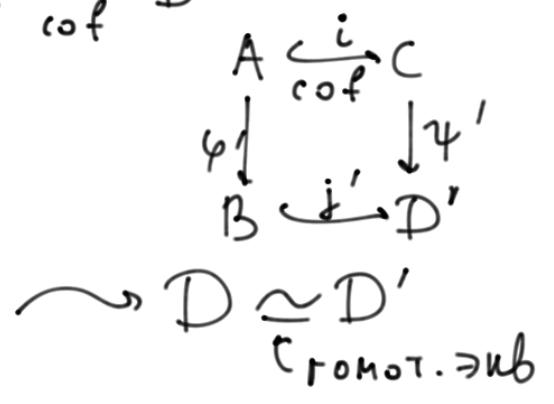 cof
A i C
cof
φ' ψ'
B j' D'
D ≃ D'
гомот. экв